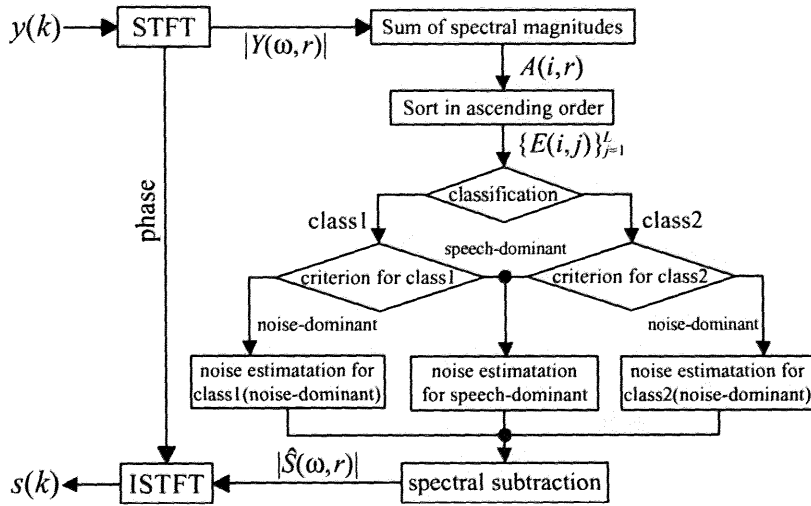 y(k)
STFT
|Y(ω,r)|
Sum of spectral magnitudes
A(i,r)
Sort in ascending order
{E(i,j)}_{j=1}^{L}
classification
class1
class2
phase
speech-dominant
criterion for class1
criterion for class2
noise-dominant
noise-dominant
noise estimatation for
class1(noise-dominant)
noise estimatation
for speech-dominant
noise estimatation for
class2(noise-dominant)
s(k)
ISTFT
|Ŝ(ω,r)|
spectral subtraction